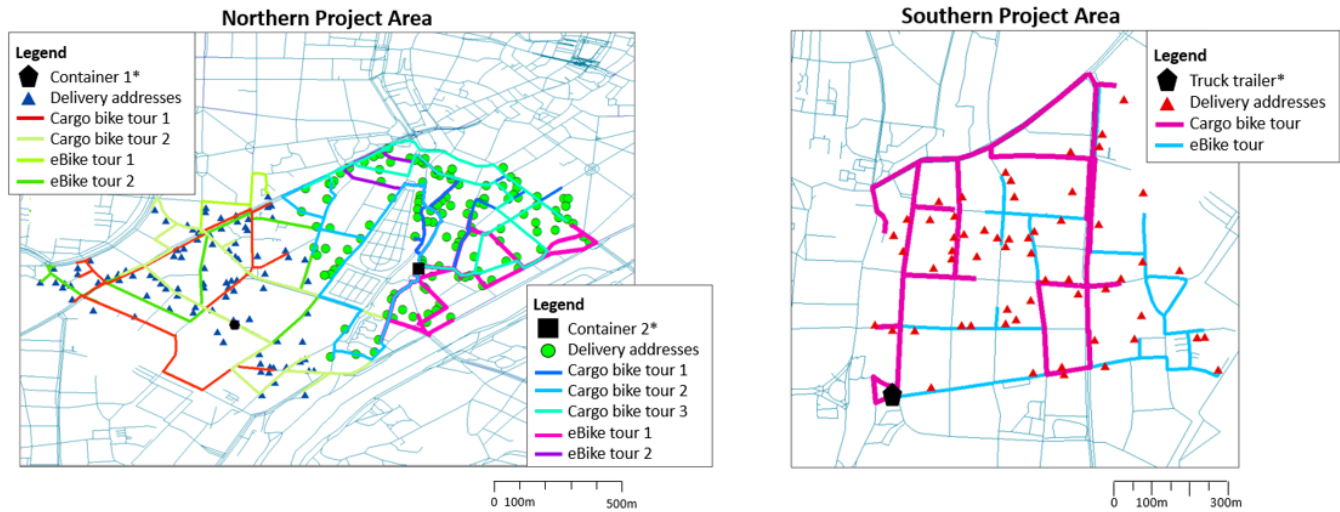 Northern Project Area
Legend
Container 1*
Delivery addresses
Cargo bike tour 1
Cargo bike tour 2
eBike tour 1
eBike tour 2
Legend
Container 2*
Delivery addresses
Cargo bike tour 1
Cargo bike tour 2
Cargo bike tour 3
eBike tour 1
eBike tour 2
0 100m 500m
Southern Project Area
Legend
Truck trailer*
Delivery addresses
Cargo bike tour
eBike tour
0 100m 300m